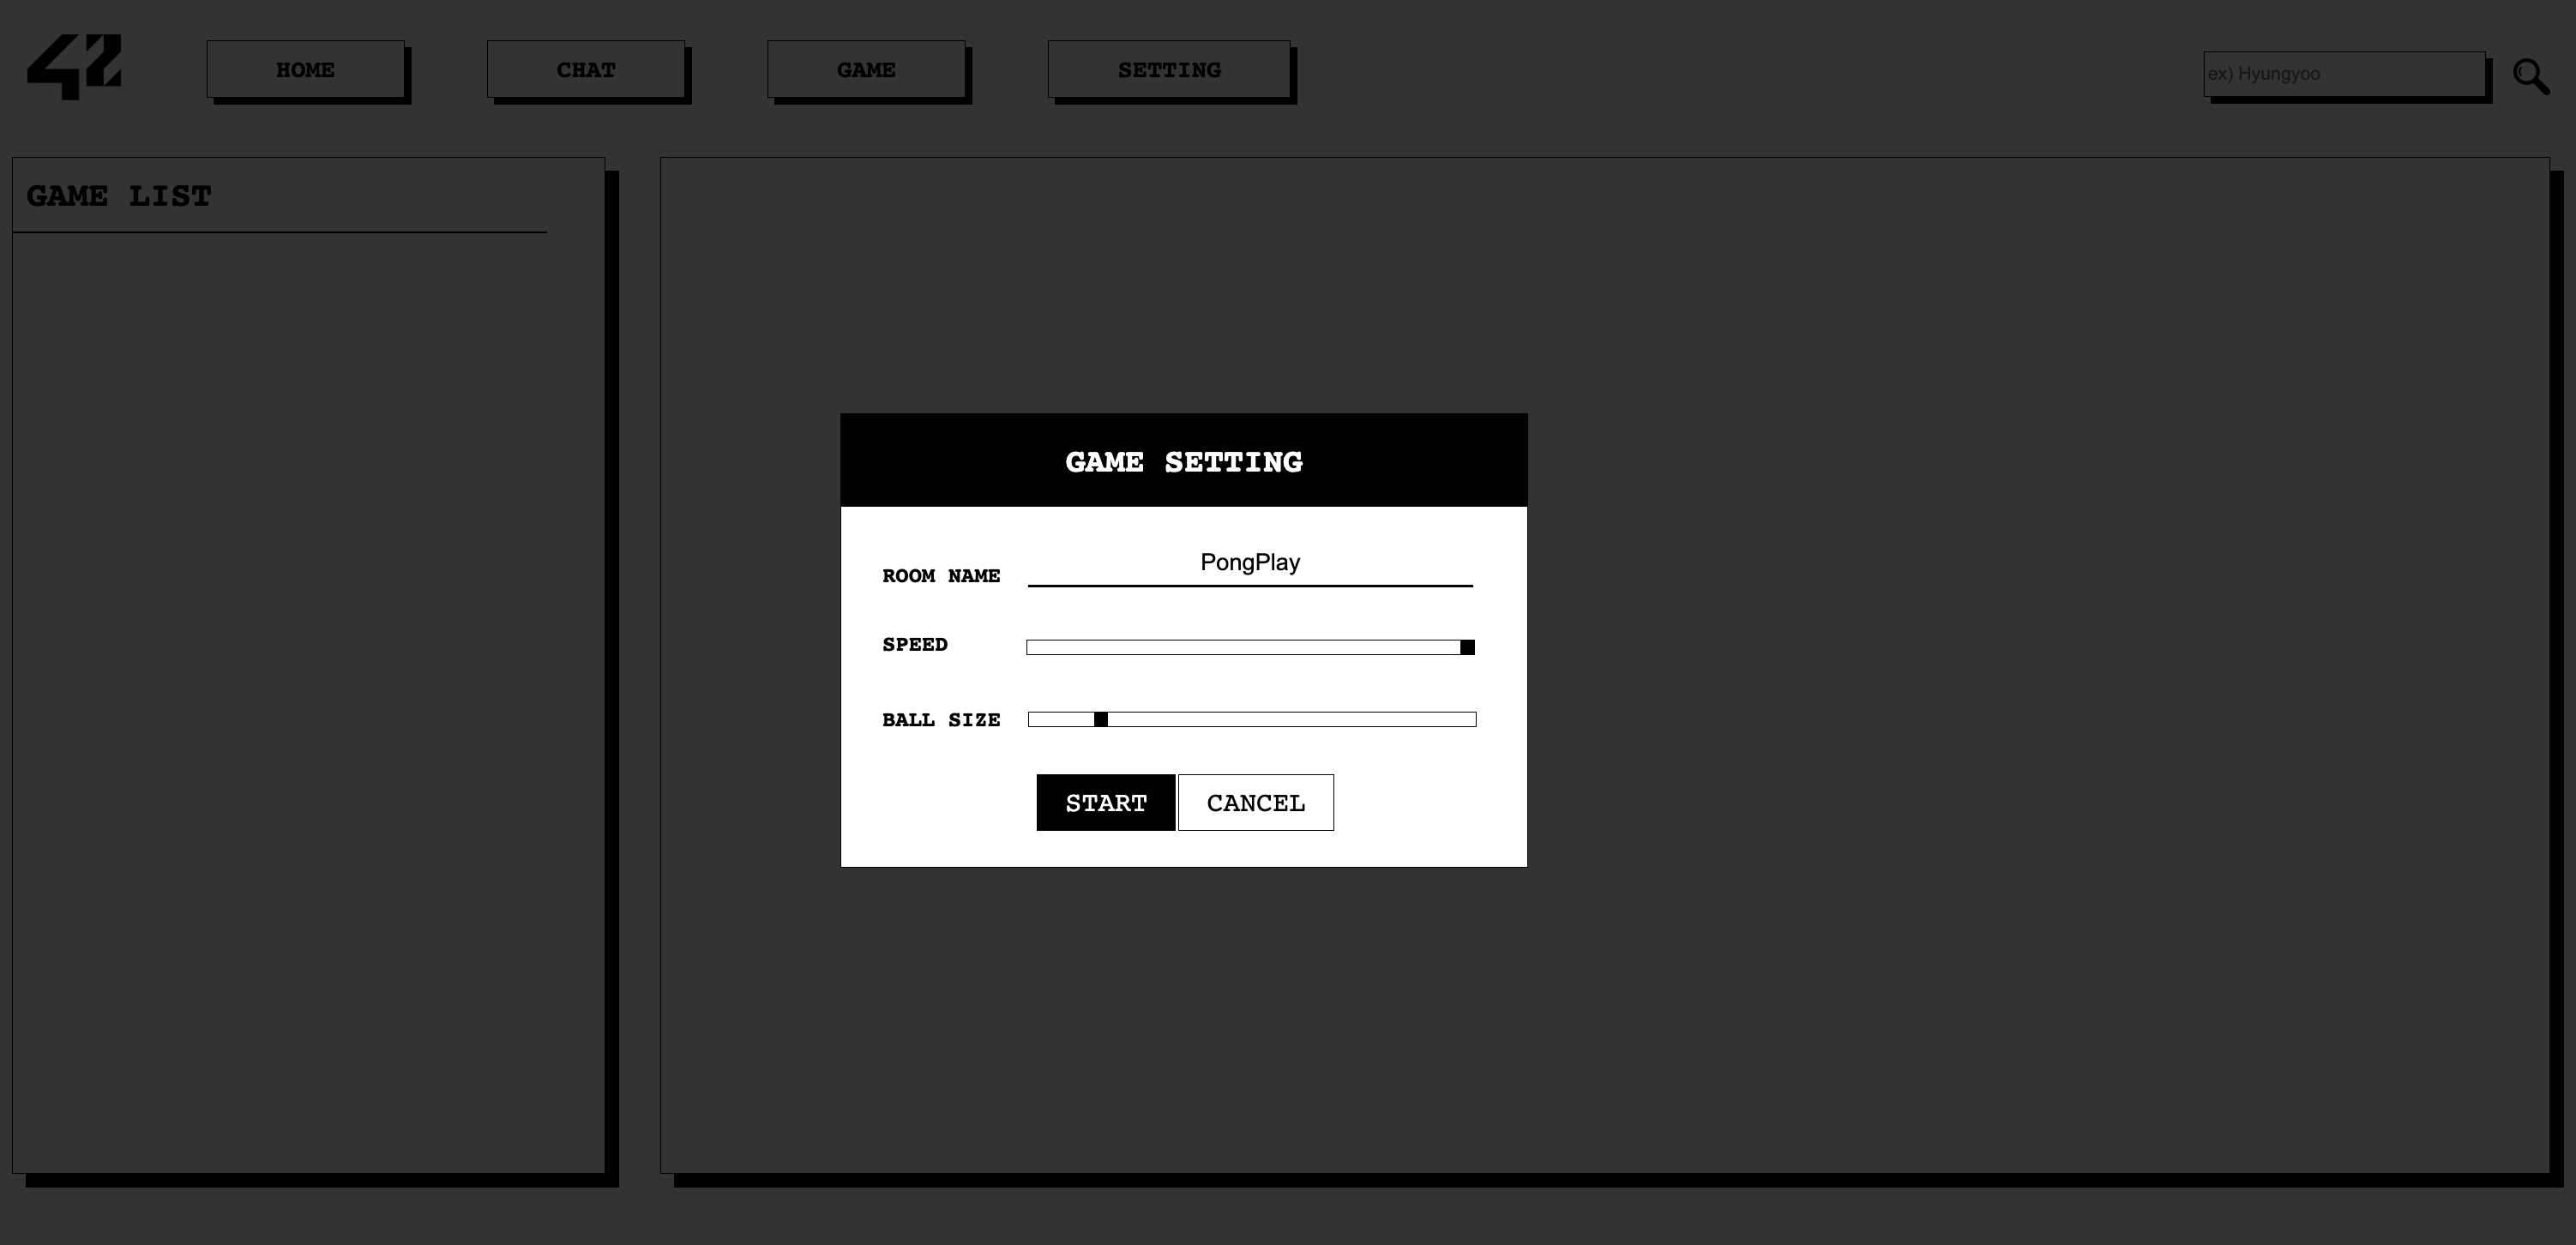 42
HOME
CHAT
GAME
SETTING
ex) Hyungyoo
GAME LIST
GAME SETTING
ROOM NAME
PongPlay
SPEED
BALL SIZE
START
CANCEL